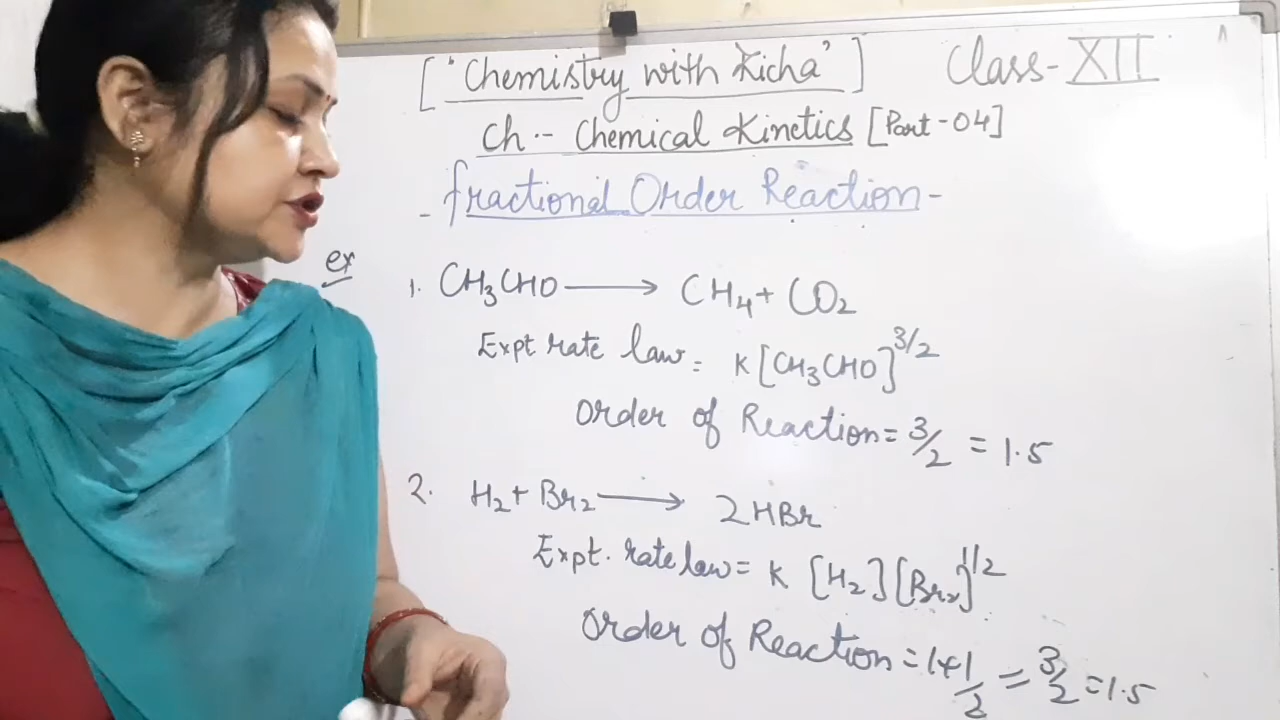 ['Chemistry with Richa'] Class-XII
Ch :- Chemical Kinetics [Part-04]
- fractional Order Reaction -
ex
1. CH₃CHO ⟶ CH₄ + CO₂
Expt rate law = K[CH₃CHO]^3/2
Order of Reaction = 3/2 = 1.5
2. H₂ + Br₂ ⟶ 2HBr
Expt. rate law = K [H₂][Br₂]^1/2
Order of Reaction = 1+1/2 = 3/2 = 1.5